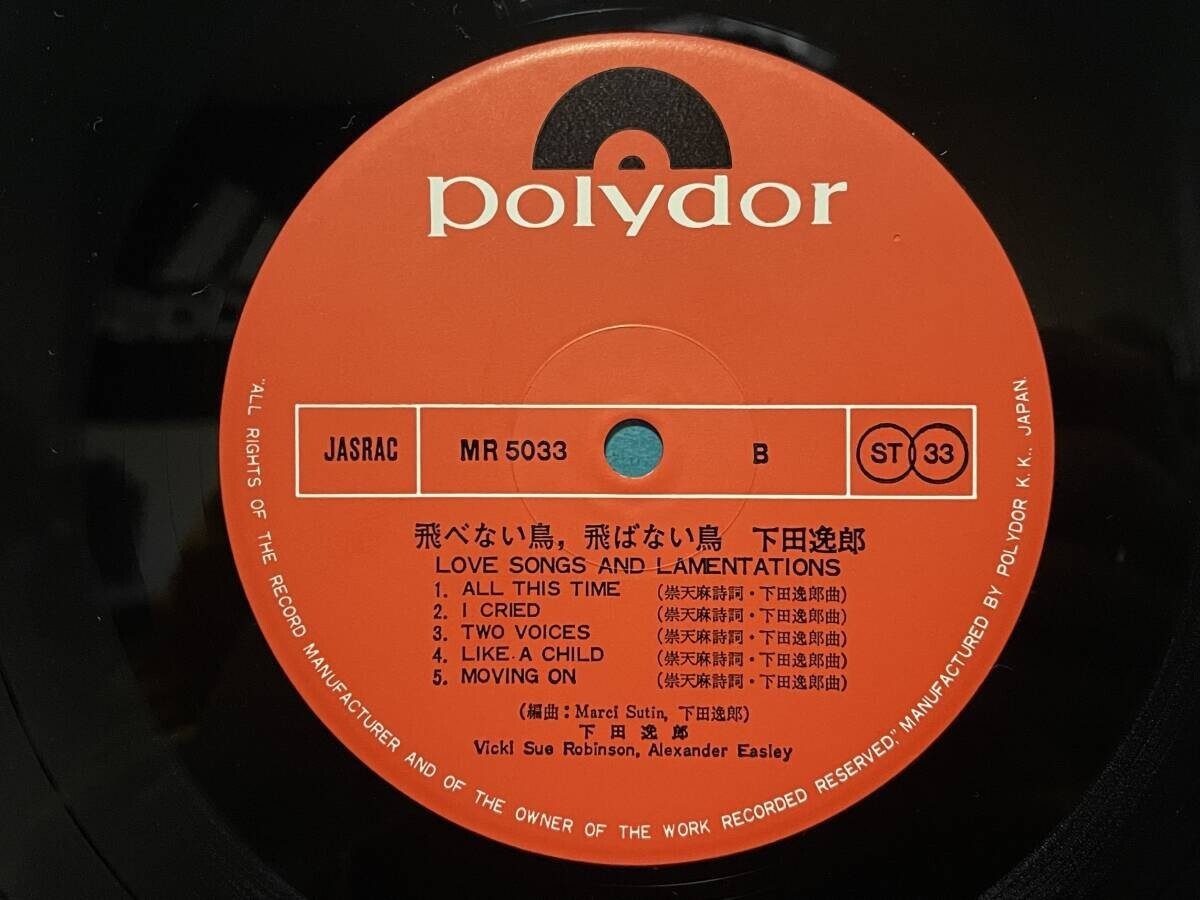 polydor
JASRAC
MR 5033
B
ST 33
飛べない鳥, 飛ばない鳥 下田逸郎
LOVE SONGS AND LAMENTATIONS
1. ALL THIS TIME (崇天麻詩詞・下田逸郎曲)
2. I CRIED (崇天麻詩詞・下田逸郎曲)
3. TWO VOICES (崇天麻詩詞・下田逸郎曲)
4. LIKE A CHILD (崇天麻詩詞・下田逸郎曲)
5. MOVING ON (崇天麻詩詞・下田逸郎曲)
(編曲: Marci Sutin, 下田逸郎)
下田逸郎
Vicki Sue Robinson, Alexander Easley
"ALL RIGHTS OF THE RECORD MANUFACTURER AND OF THE OWNER OF THE WORK RECORDED RESERVED," MANUFACTURED BY POLYDOR K.K., JAPAN.